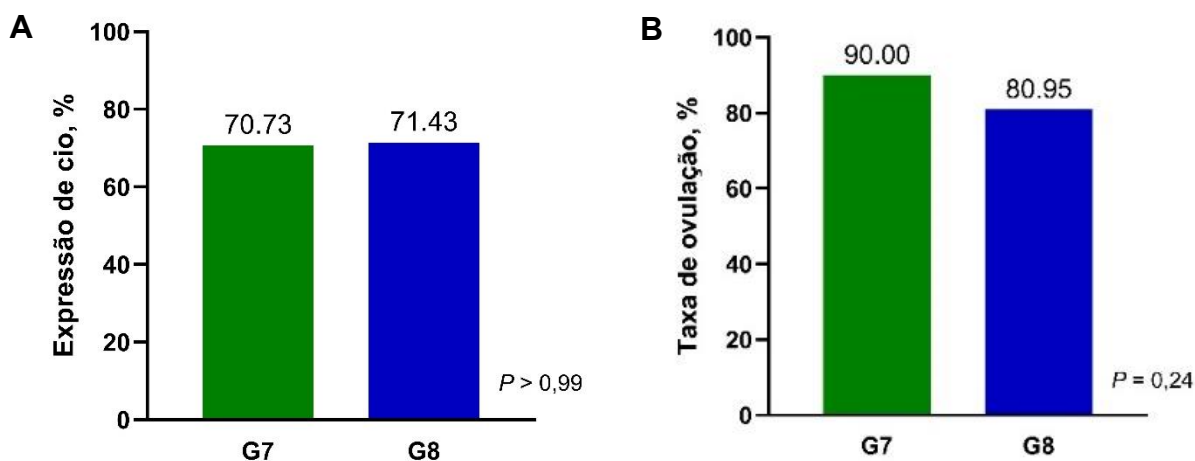 A
Expressão de cio, %
100
80
60
40
20
0
70.73
71.43
P > 0,99
G7
G8
B
Taxa de ovulação, %
100
80
60
40
20
0
90.00
80.95
P = 0,24
G7
G8